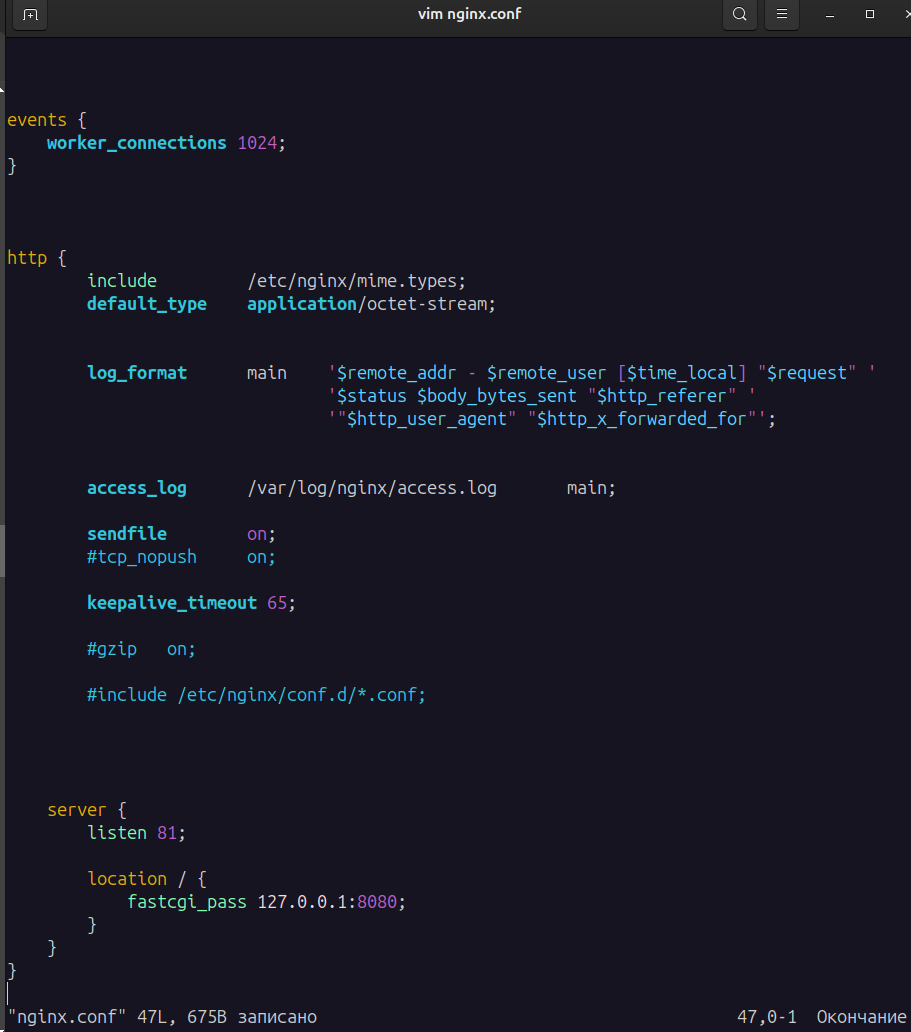 vim nginx.conf
events {
    worker_connections 1024;
}
http {
        include         /etc/nginx/mime.types;
        default_type    application/octet-stream;
        log_format      main    '$remote_addr - $remote_user [$time_local] "$request" '
                                '$status $body_bytes_sent "$http_referer" '
                                '"$http_user_agent" "$http_x_forwarded_for"';
        access_log      /var/log/nginx/access.log       main;
        sendfile        on;
        #tcp_nopush     on;
        keepalive_timeout 65;
        #gzip   on;
        #include /etc/nginx/conf.d/*.conf;
    server {
        listen 81;
        location / {
            fastcgi_pass 127.0.0.1:8080;
        }
    }
}
"nginx.conf" 47L, 675B записано 47,0-1 Окончание